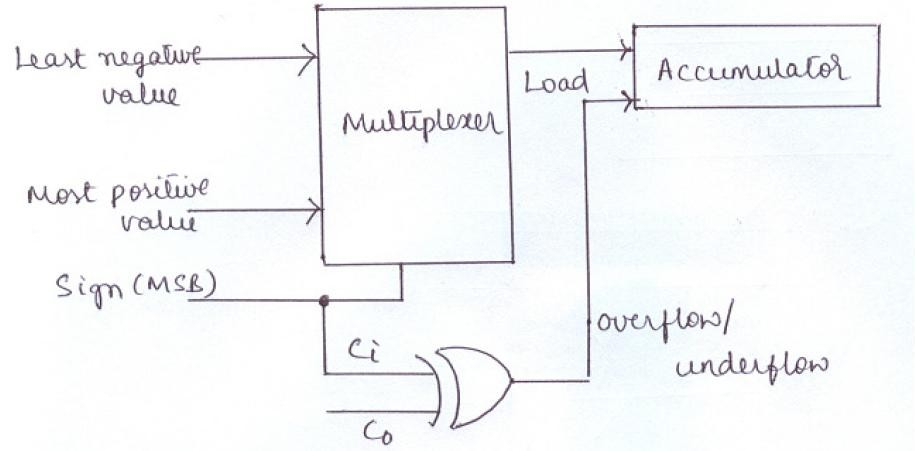 Least negative
value
Multiplexer
Load
Accumulator
Most positive
value
Sign (MSB)
Ci
Co
overflow/
underflow